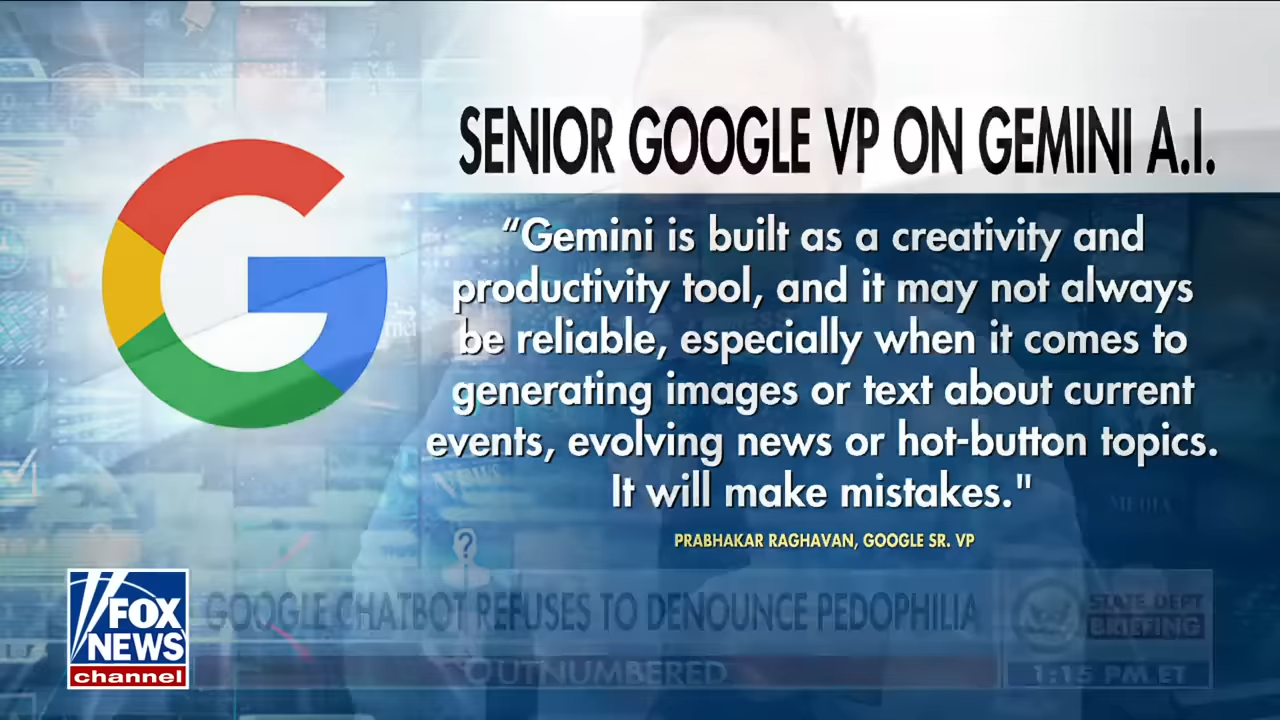 SENIOR GOOGLE VP ON GEMINI A.I.
“Gemini is built as a creativity and
productivity tool, and it may not always
be reliable, especially when it comes to
generating images or text about current
events, evolving news or hot-button topics.
It will make mistakes."
PRABHAKAR RAGHAVAN, GOOGLE SR. VP
FOX
NEWS
channel
GOOGLE CHATBOT REFUSES TO DENOUNCE PEDOPHILIA
OUTNUMBERED
STATE DEPT
BRIEFING
1:15 PM ET
NEWS
MEDIA
?